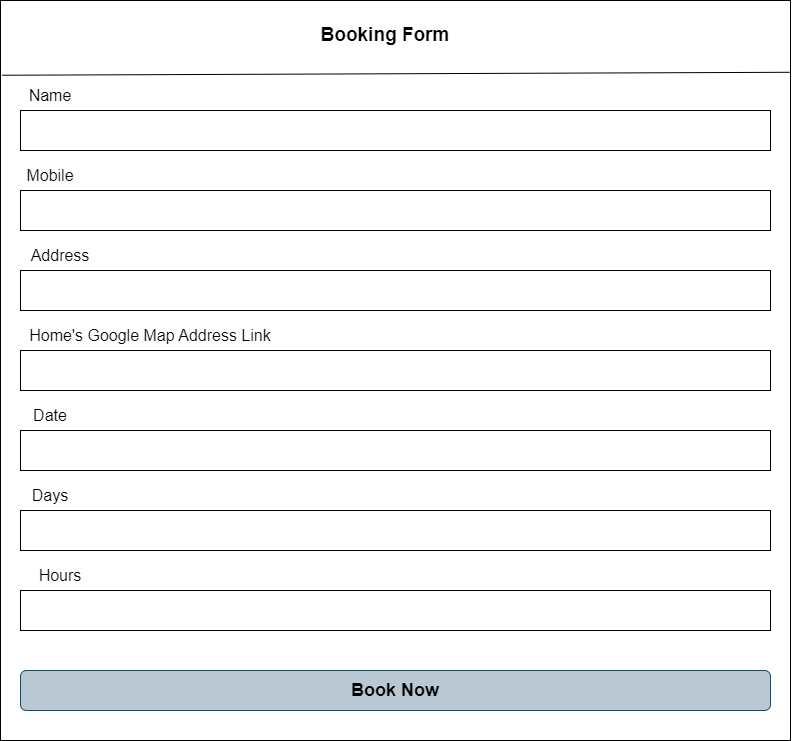 Booking Form
Name
Mobile
Address
Home's Google Map Address Link
Date
Days
Hours
Book Now